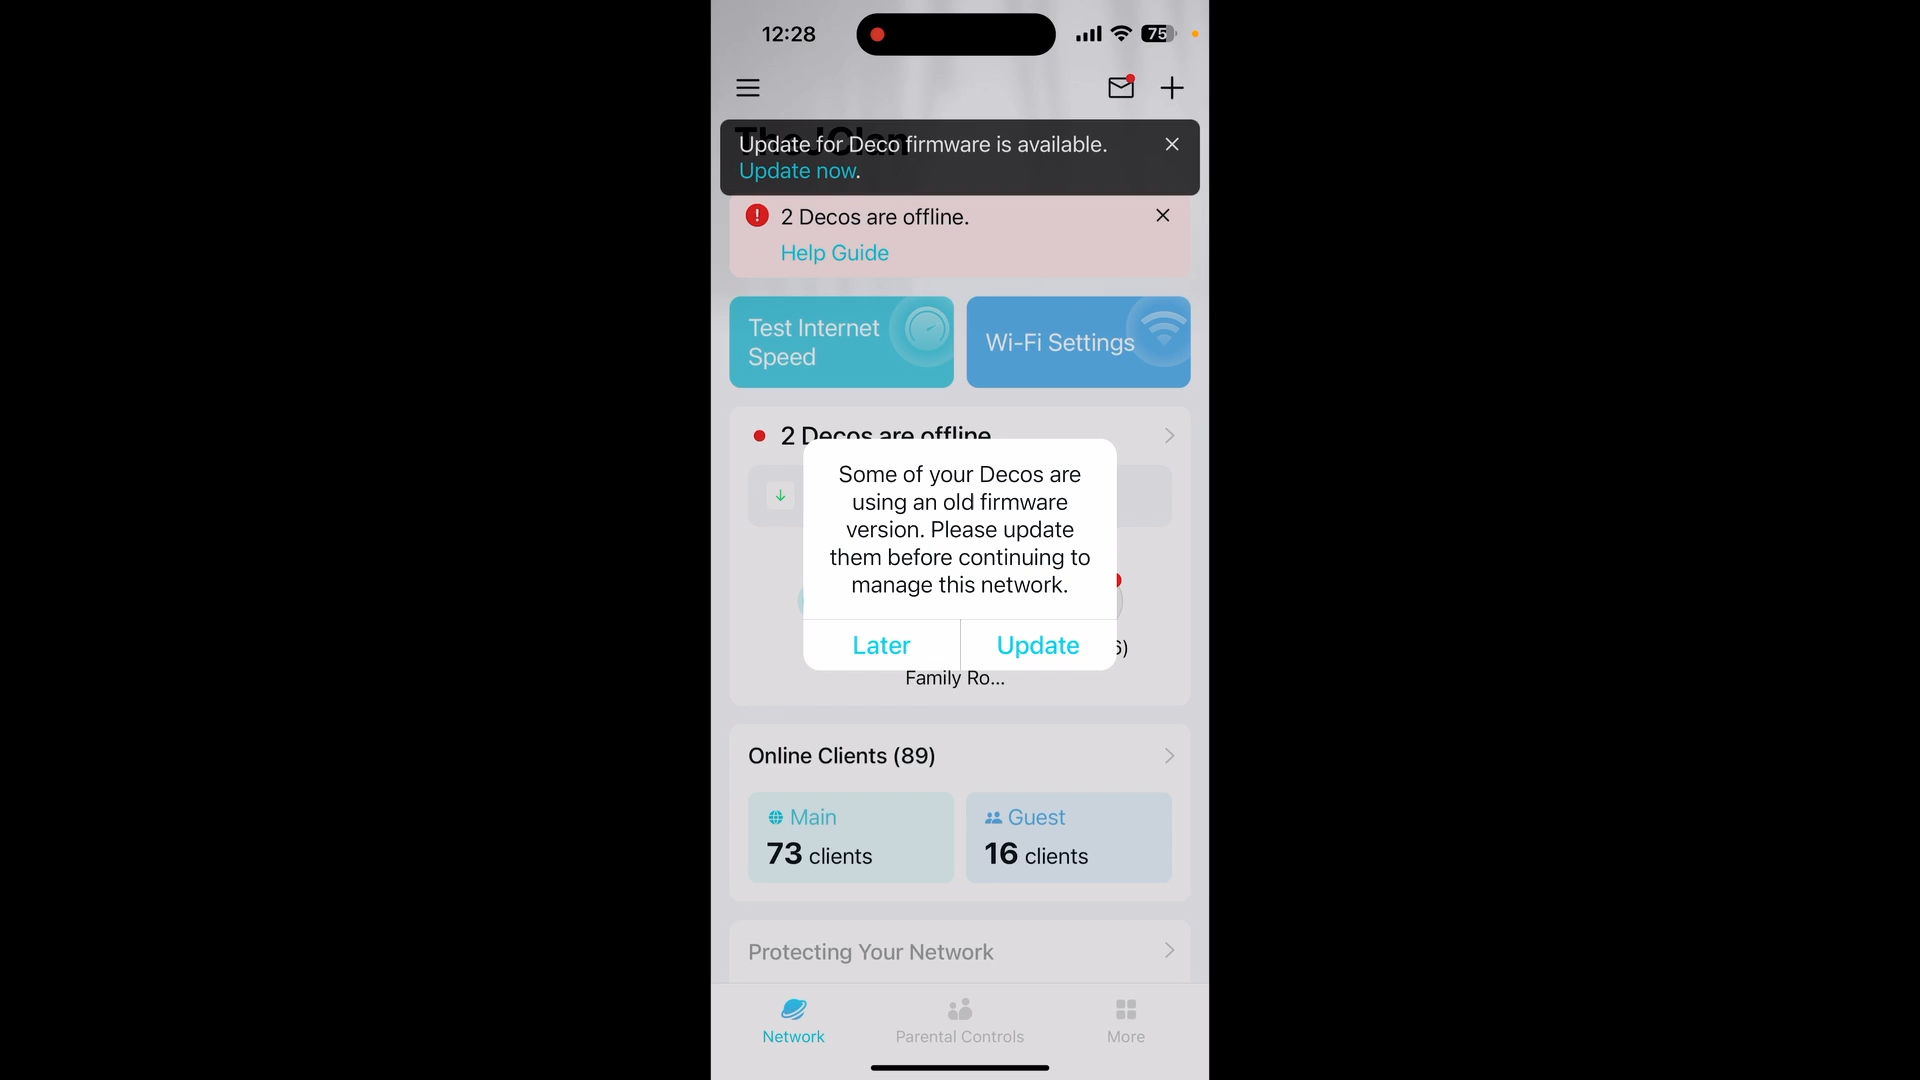 12:28
75
Update for Deco firmware is available.
Update now.
2 Decos are offline.
Help Guide
Test Internet
Speed
Wi-Fi Settings
2 Decos are offline
Some of your Decos are
using an old firmware
version. Please update
them before continuing to
manage this network.
Later
Update
6)
Family Ro...
Online Clients (89)
Main
73 clients
Guest
16 clients
Protecting Your Network
Network
Parental Controls
More